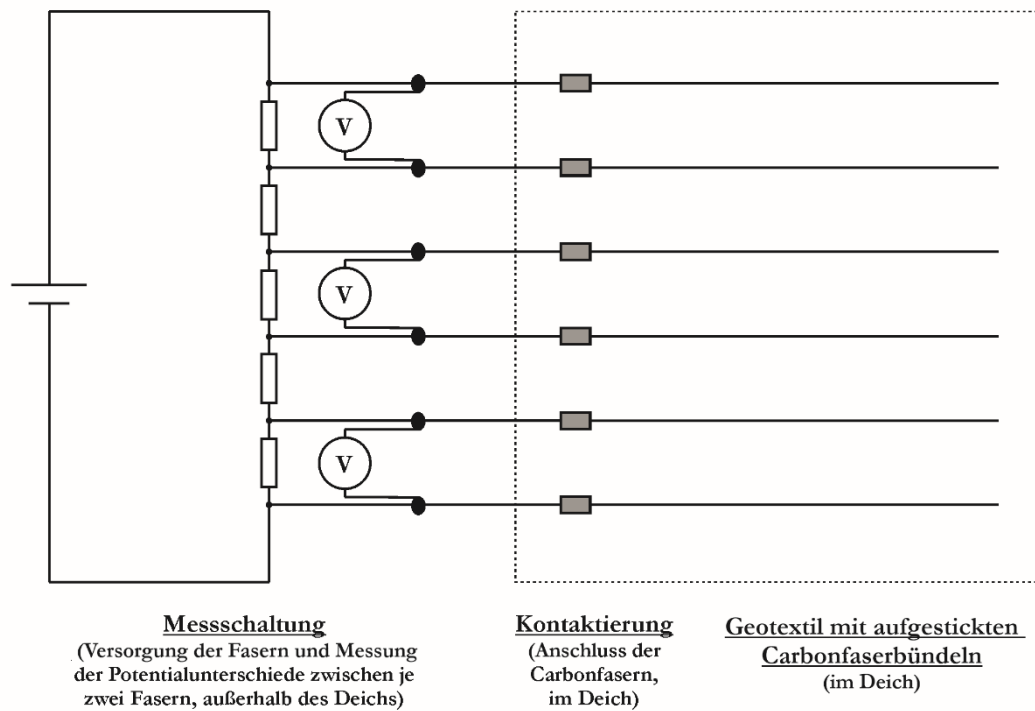 V
V
V
Messschaltung
(Versorgung der Fasern und Messung
der Potentialunterschiede zwischen je
zwei Fasern, außerhalb des Deichs)
Kontaktierung
(Anschluss der
Carbonfasern,
im Deich)
Geotextil mit aufgestickten
Carbonfaserbündeln
(im Deich)